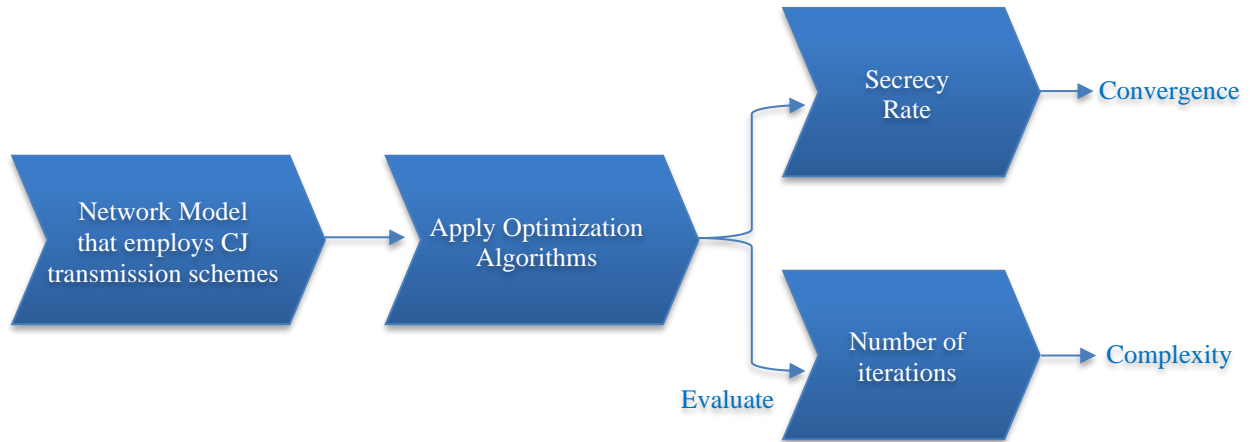 Network Model
that employs CJ
transmission schemes
Apply Optimization
Algorithms
Secrecy
Rate
Convergence
Evaluate
Number of
iterations
Complexity